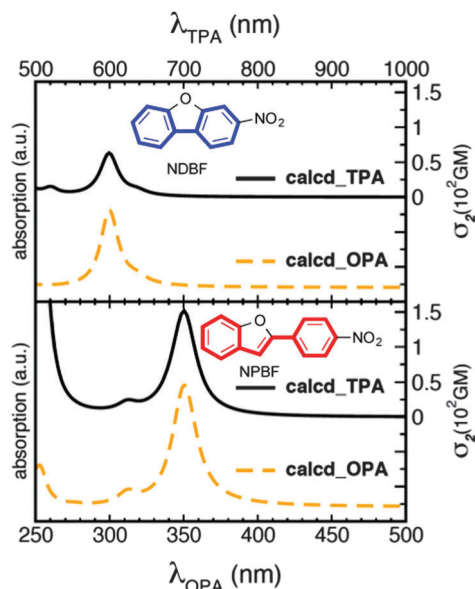 λTPA (nm)
500 600 700 800 900 1000
O
NO2
NDBF
calcd_TPA
calcd_OPA
absorption (a.u.)
1.5
1
0.5
0
σ2(10²GM)
O
NO2
NPBF
calcd_TPA
calcd_OPA
absorption (a.u.)
1.5
1
0.5
0
σ2(10²GM)
250 300 350 400 450 500
λOPA (nm)